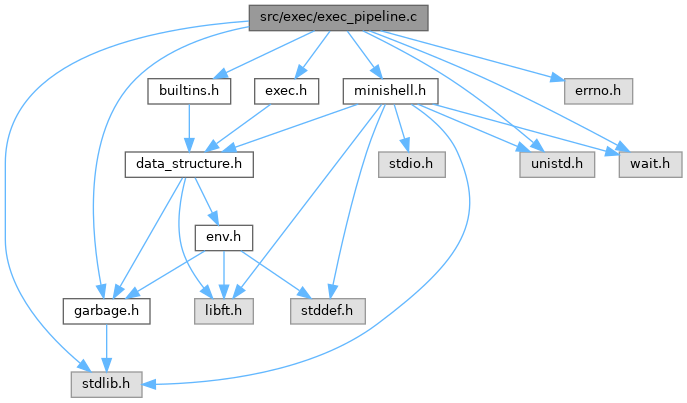 src/exec/exec_pipeline.c
builtins.h
exec.h
minishell.h
errno.h
data_structure.h
stdio.h
unistd.h
wait.h
env.h
garbage.h
libft.h
stddef.h
stdlib.h